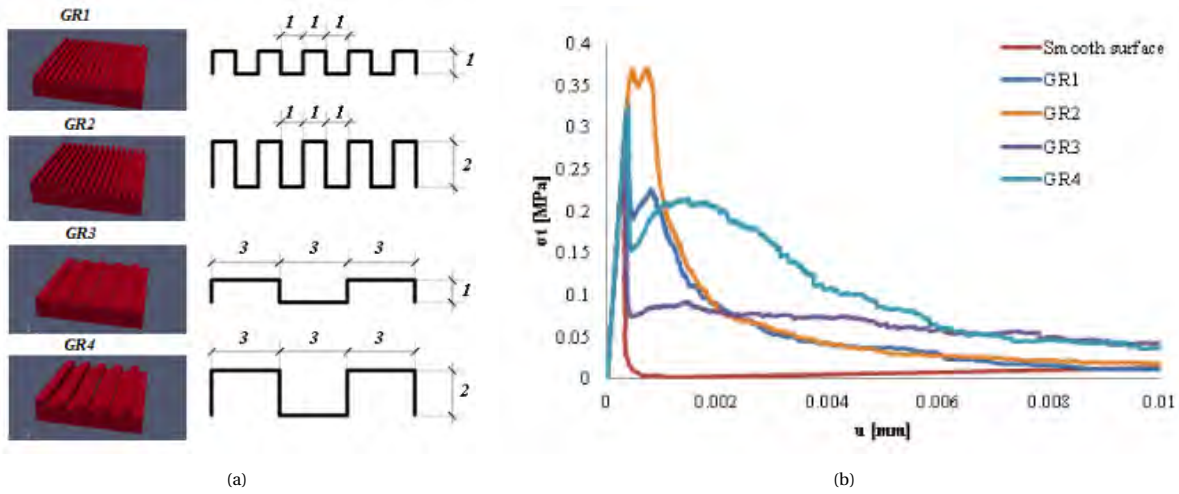 GR1
1 1 1
1
GR2
1 1 1
2
GR3
3 3 3
1
GR4
3 3 3
2
(a)
0.4
0.35
0.3
0.25
0.2
0.15
0.1
0.05
0
σt [MPa]
0 0.002 0.004 0.006 0.008 0.01
u [mm]
Smooth surface
GR1
GR2
GR3
GR4
(b)